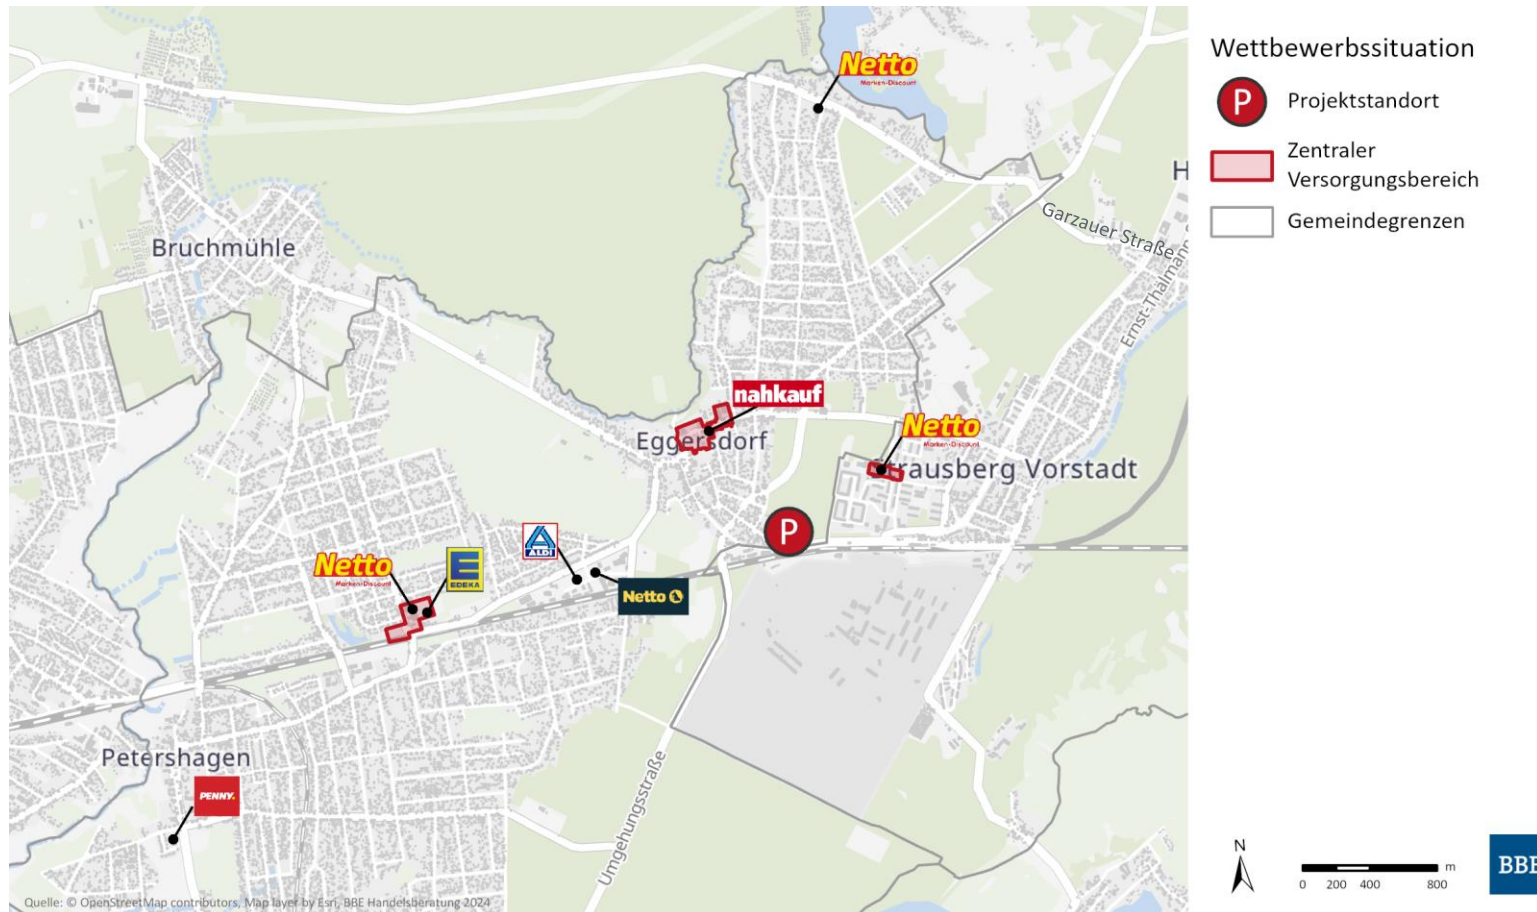 Netto
Marken-Discount
Wettbewerbssituation
P
Projektstandort
Zentraler
Versorgungsbereich
Gemeindegrenzen
H
Garzauer Straße
Bruchmühle
nahkauf
Netto
Marken-Discount
Eggersdorf
Strausberg Vorstadt
P
ALDI
Netto
Marken-Discount
E
EDEKA
Netto
Petershagen
PENNY.
Umgehungsstraße
N
m
0 200 400 800
BBE
Quelle: © OpenStreetMap contributors, Map layer by Esri, BBE Handelsberatung 2024